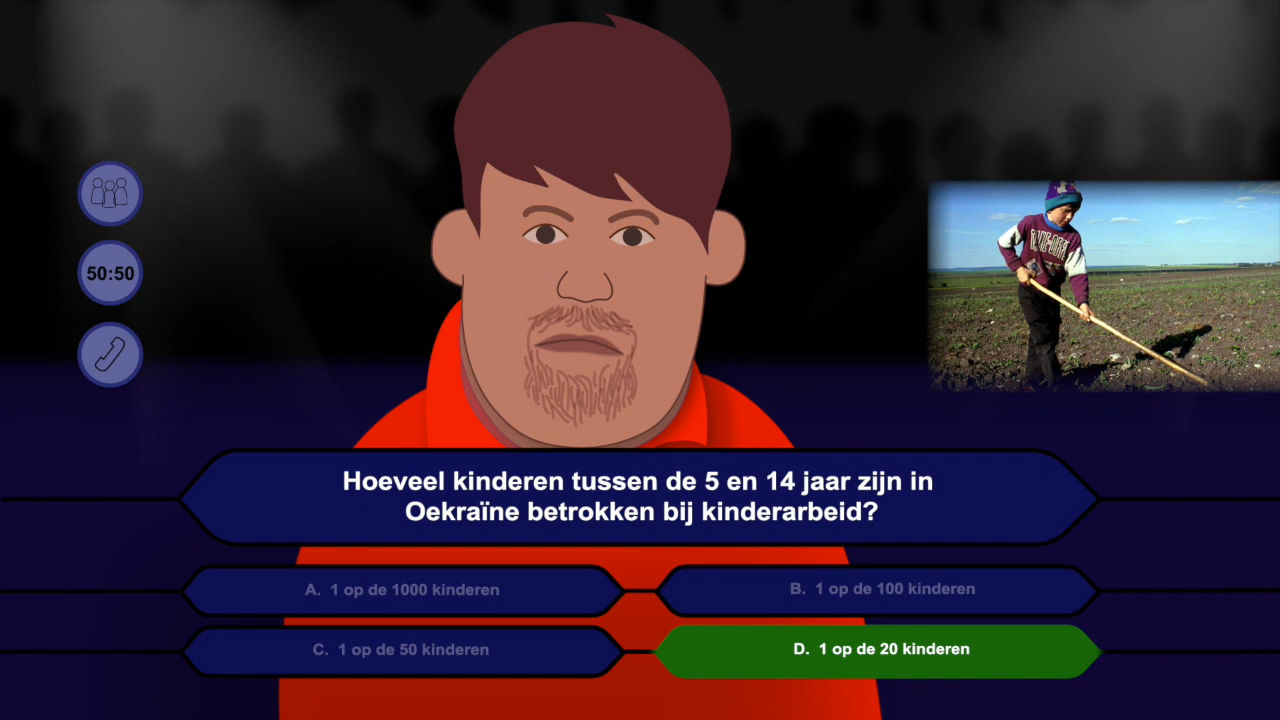 50:50
Hoeveel kinderen tussen de 5 en 14 jaar zijn in
Oekraïne betrokken bij kinderarbeid?
A. 1 op de 1000 kinderen
B. 1 op de 100 kinderen
C. 1 op de 50 kinderen
D. 1 op de 20 kinderen